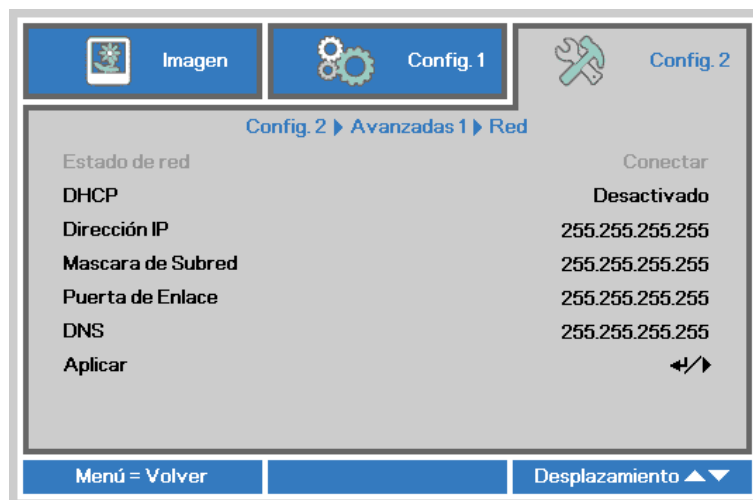 Imagen Config. 1 Config. 2
Config. 2 ▶ Avanzadas 1 ▶ Red
Estado de red Conectar
DHCP Desactivado
Dirección IP 255.255.255.255
Mascara de Subred 255.255.255.255
Puerta de Enlace 255.255.255.255
DNS 255.255.255.255
Aplicar ↵/▶
Menú = Volver Desplazamiento ▲▼